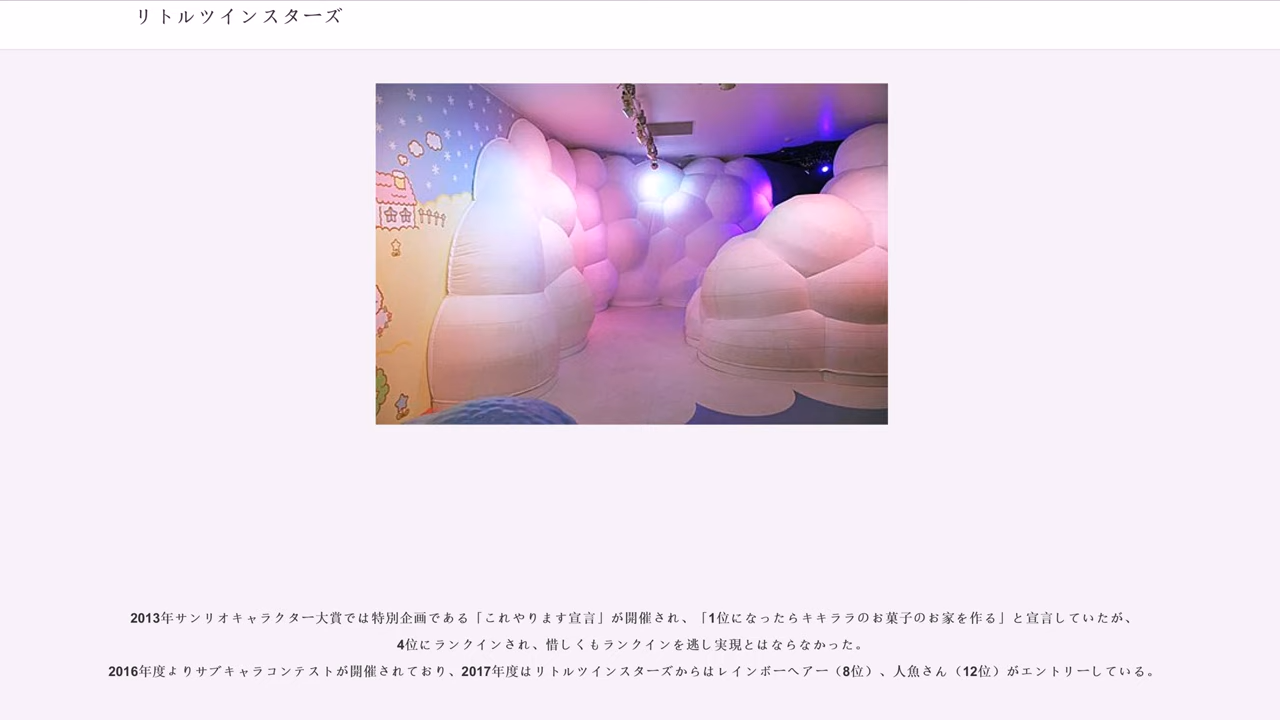 リトルツインスターズ
2013年サンリオキャラクター大賞では特別企画である「これやります宣言」が開催され、「1位になったらキキララのお菓子のお家を作る」と宣言していたが、
4位にランクインされ、惜しくもランクインを逃し実現とはならなかった。
2016年度よりサブキャラコンテストが開催されており、2017年度はリトルツインスターズからはレインボーヘアー（8位）、人魚さん（12位）がエントリーしている。